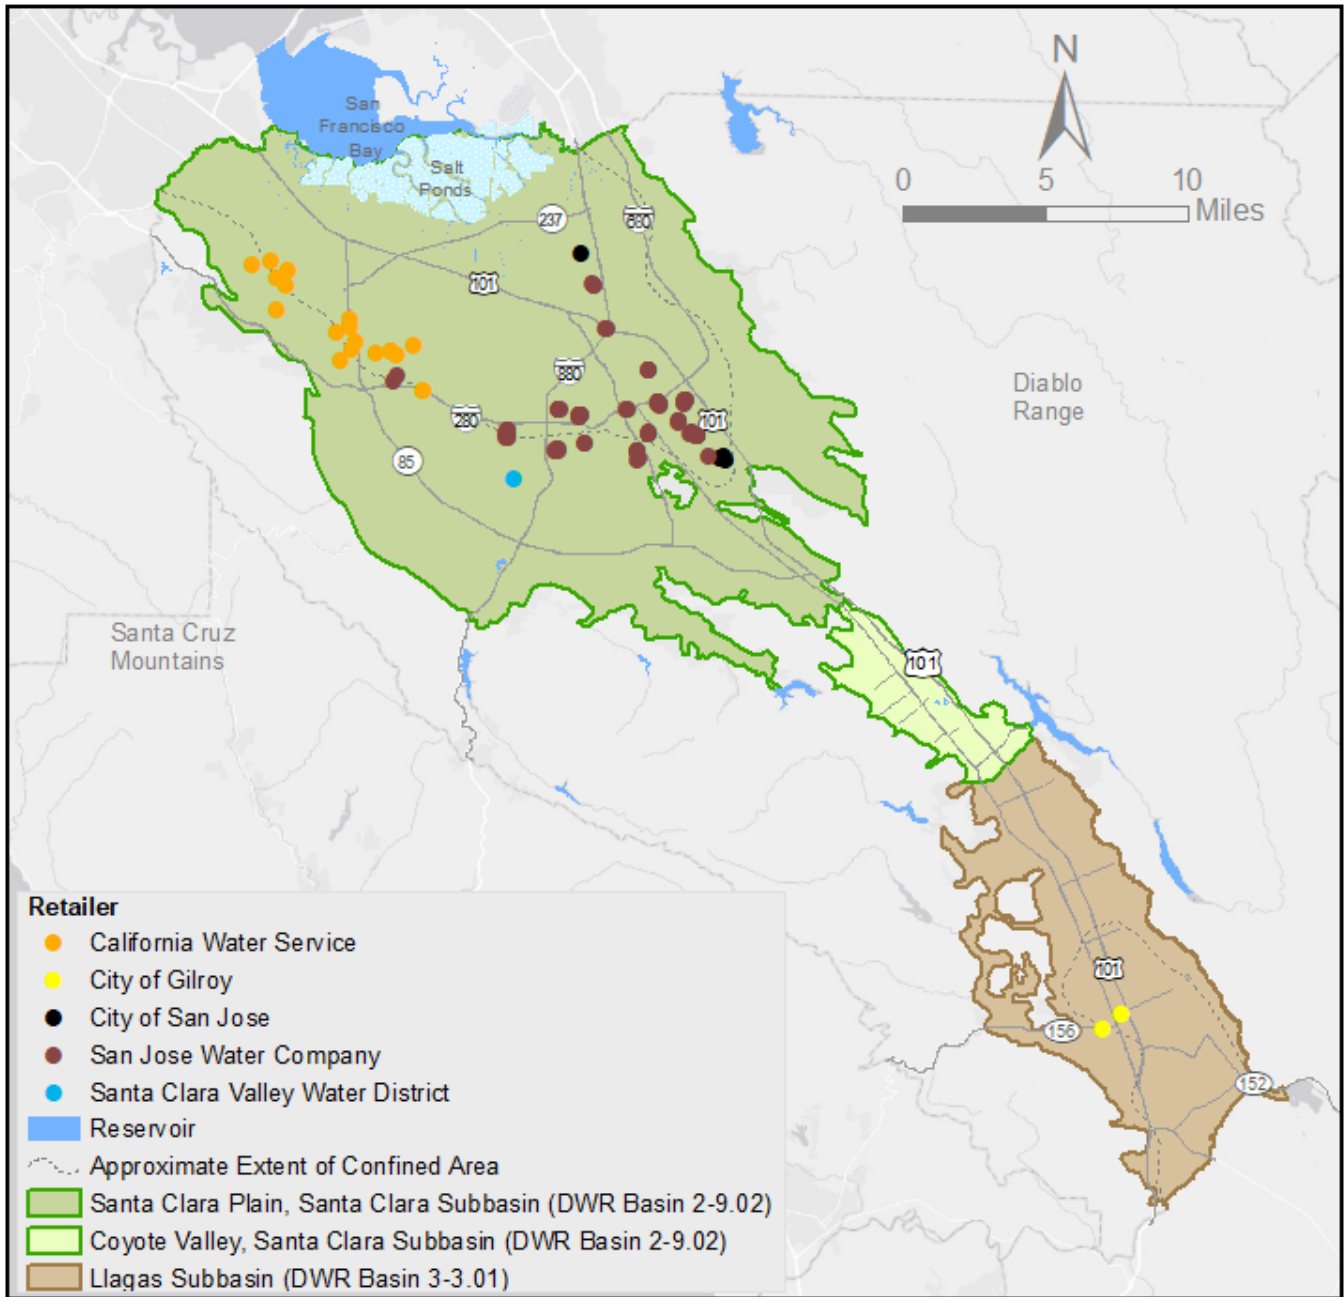 San
Francisco
Bay
Salt
Ponds
N
0 5 10
Miles
237
680
101
880
280
101
85
Diablo
Range
Santa Cruz
Mountains
101
101
156
152
Retailer
California Water Service
City of Gilroy
City of San Jose
San Jose Water Company
Santa Clara Valley Water District
Reservoir
Approximate Extent of Confined Area
Santa Clara Plain, Santa Clara Subbasin (DWR Basin 2-9.02)
Coyote Valley, Santa Clara Subbasin (DWR Basin 2-9.02)
Llagas Subbasin (DWR Basin 3-3.01)